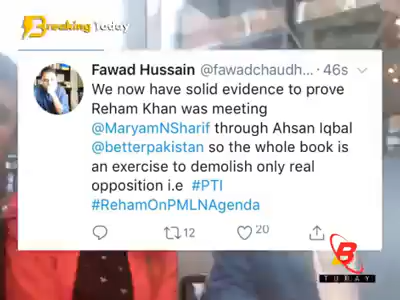 Breaking Today
Fawad Hussain @fawadchaudh... · 46s
We now have solid evidence to prove
Reham Khan was meeting
@MaryamNSharif through Ahsan Iqbal
@betterpakistan so the whole book is
an exercise to demolish only real
opposition i.e #PTI
#RehamOnPMLNAgenda
12 20
B
TODAY